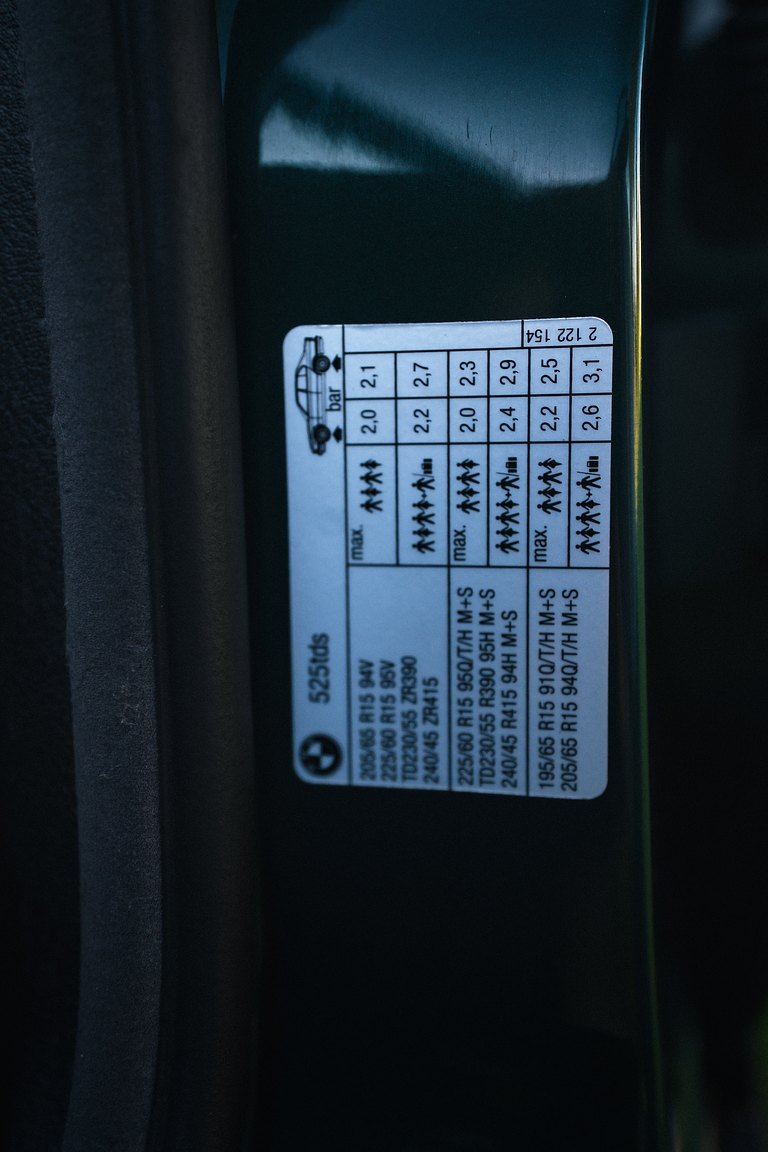 525tds
bar
205/65 R15 94V
225/60 R15 95V
TD230/55 ZR390
240/45 ZR415
max.
2,0 2,1
2,2 2,7
225/60 R15 95Q/T/H M+S
TD230/55 R390 95H M+S
240/45 R415 94H M+S
max.
2,0 2,3
2,4 2,9
195/65 R15 91Q/T/H M+S
205/65 R15 94Q/T/H M+S
max.
2,2 2,5
2,6 3,1
2 122 154